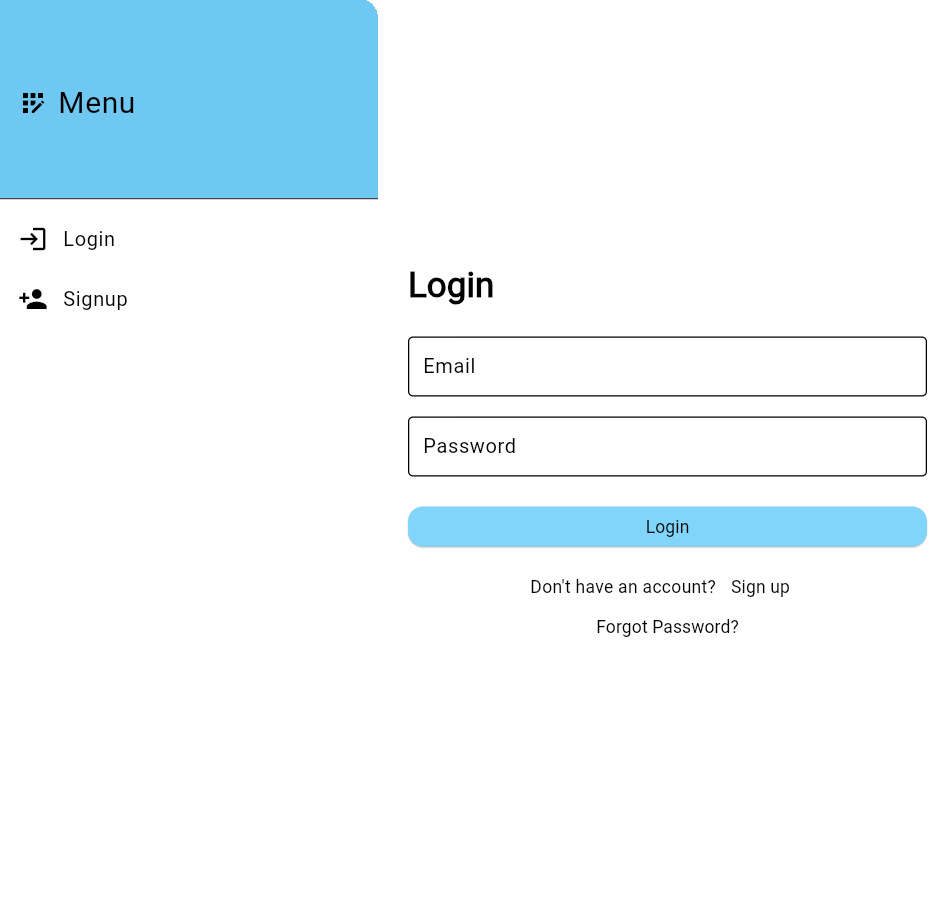 Menu
Login
Signup
Login
Email
Password
Login
Don't have an account? Sign up
Forgot Password?